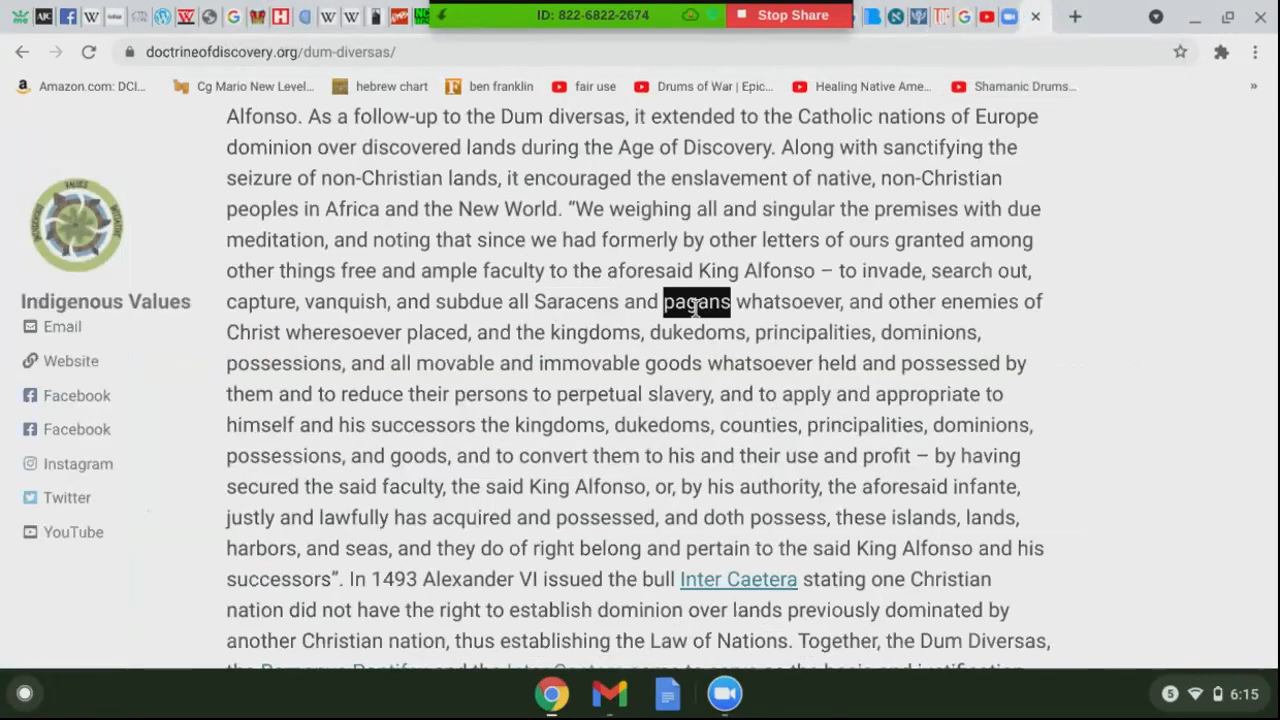 ID: 822-6822-2674
Stop Share
doctrineofdiscovery.org/dum-diversas/
Amazon.com: DCI...
Cg Mario New Level...
hebrew chart
ben franklin
fair use
Drums of War | Epic...
Healing Native Ame...
Shamanic Drums...
»
Alfonso. As a follow-up to the Dum diversas, it extended to the Catholic nations of Europe
dominion over discovered lands during the Age of Discovery. Along with sanctifying the
seizure of non-Christian lands, it encouraged the enslavement of native, non-Christian
peoples in Africa and the New World. “We weighing all and singular the premises with due
meditation, and noting that since we had formerly by other letters of ours granted among
other things free and ample faculty to the aforesaid King Alfonso – to invade, search out,
capture, vanquish, and subdue all Saracens and pagans whatsoever, and other enemies of
Christ wheresoever placed, and the kingdoms, dukedoms, principalities, dominions,
possessions, and all movable and immovable goods whatsoever held and possessed by
them and to reduce their persons to perpetual slavery, and to apply and appropriate to
himself and his successors the kingdoms, dukedoms, counties, principalities, dominions,
possessions, and goods, and to convert them to his and their use and profit – by having
secured the said faculty, the said King Alfonso, or, by his authority, the aforesaid infante,
justly and lawfully has acquired and possessed, and doth possess, these islands, lands,
harbors, and seas, and they do of right belong and pertain to the said King Alfonso and his
successors”. In 1493 Alexander VI issued the bull Inter Caetera stating one Christian
nation did not have the right to establish dominion over lands previously dominated by
another Christian nation, thus establishing the Law of Nations. Together, the Dum Diversas,
Indigenous Values
Email
Website
Facebook
Facebook
Instagram
Twitter
YouTube
5
6:15